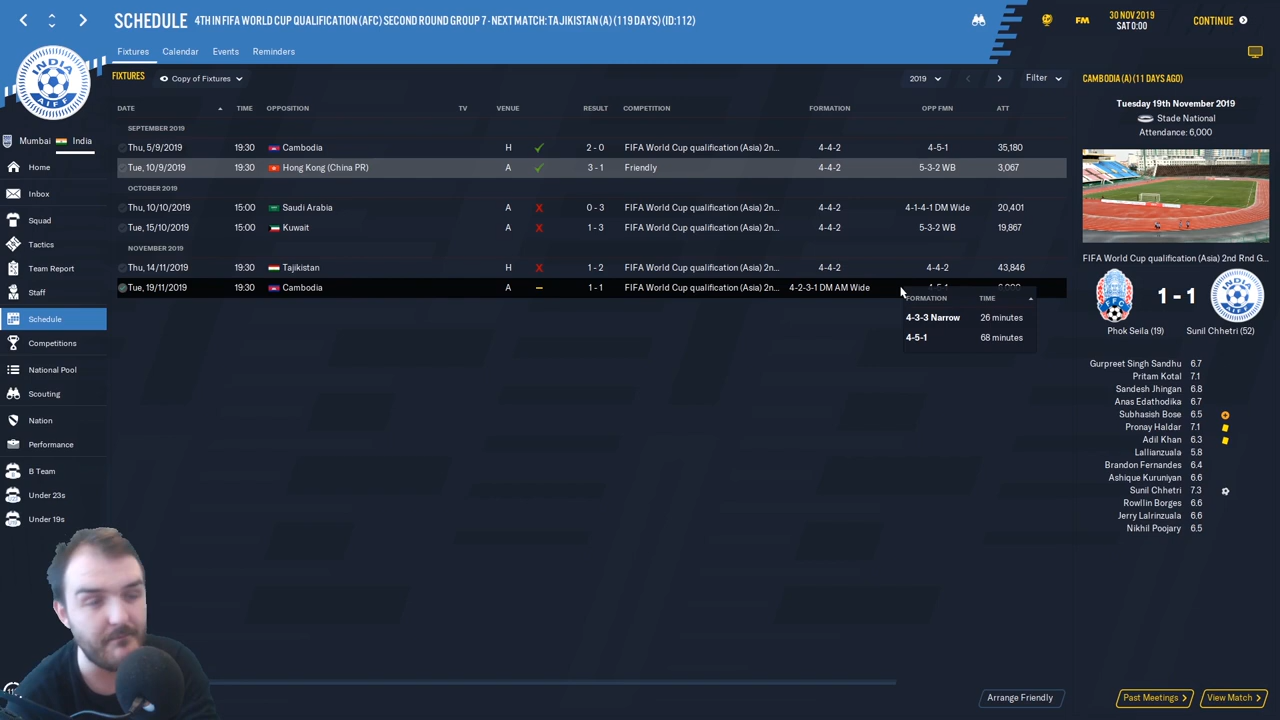 SCHEDULE 4TH IN FIFA WORLD CUP QUALIFICATION (AFC) SECOND ROUND GROUP 7 - NEXT MATCH: TAJIKISTAN (A) (119 DAYS) (ID:112)
FM
30 NOV 2019
SAT 0:00
CONTINUE
Fixtures Calendar Events Reminders
INDIA
AIFF
Mumbai India
Home
Inbox
Squad
Tactics
Team Report
Staff
Schedule
Competitions
National Pool
Scouting
Nation
Performance
B Team
Under 23s
Under 19s
FIXTURES Copy of Fixtures 2019 Filter
DATE TIME OPPOSITION TV VENUE RESULT COMPETITION FORMATION OPP FMN ATT
SEPTEMBER 2019
Thu, 5/9/2019 19:30 Cambodia H 2 - 0 FIFA World Cup qualification (Asia) 2n... 4-4-2 4-5-1 35,180
Tue, 10/9/2019 19:30 Hong Kong (China PR) A 3 - 1 Friendly 4-4-2 5-3-2 WB 3,067
OCTOBER 2019
Thu, 10/10/2019 15:00 Saudi Arabia A X 0 - 3 FIFA World Cup qualification (Asia) 2n... 4-4-2 4-1-4-1 DM Wide 20,401
Tue, 15/10/2019 15:00 Kuwait A X 1 - 3 FIFA World Cup qualification (Asia) 2n... 4-4-2 5-3-2 WB 19,867
NOVEMBER 2019
Thu, 14/11/2019 19:30 Tajikistan H X 1 - 2 FIFA World Cup qualification (Asia) 2n... 4-4-2 4-4-2 43,846
Tue, 19/11/2019 19:30 Cambodia A 1 - 1 FIFA World Cup qualification (Asia) 2n... 4-2-3-1 DM AM Wide
FORMATION TIME
4-3-3 Narrow 26 minutes
4-5-1 68 minutes
CAMBODIA (A) (11 DAYS AGO)
Tuesday 19th November 2019
Stade National
Attendance: 6,000
FIFA World Cup qualification (Asia) 2nd Rnd G...
1 - 1
INDIA
AIFF
Phok Seila (19) Sunil Chhetri (52)
Gurpreet Singh Sandhu 6.7
Pritam Kotal 7.1
Sandesh Jhingan 6.8
Anas Edathodika 6.7
Subhasish Bose 6.5
Pronay Haldar 7.1
Adil Khan 6.3
Lallianzuala 5.8
Brandon Fernandes 6.4
Ashique Kuruniyan 6.6
Sunil Chhetri 7.3
Rowllin Borges 6.6
Jerry Lalrinzuala 6.6
Nikhil Poojary 6.5
Arrange Friendly Past Meetings View Match